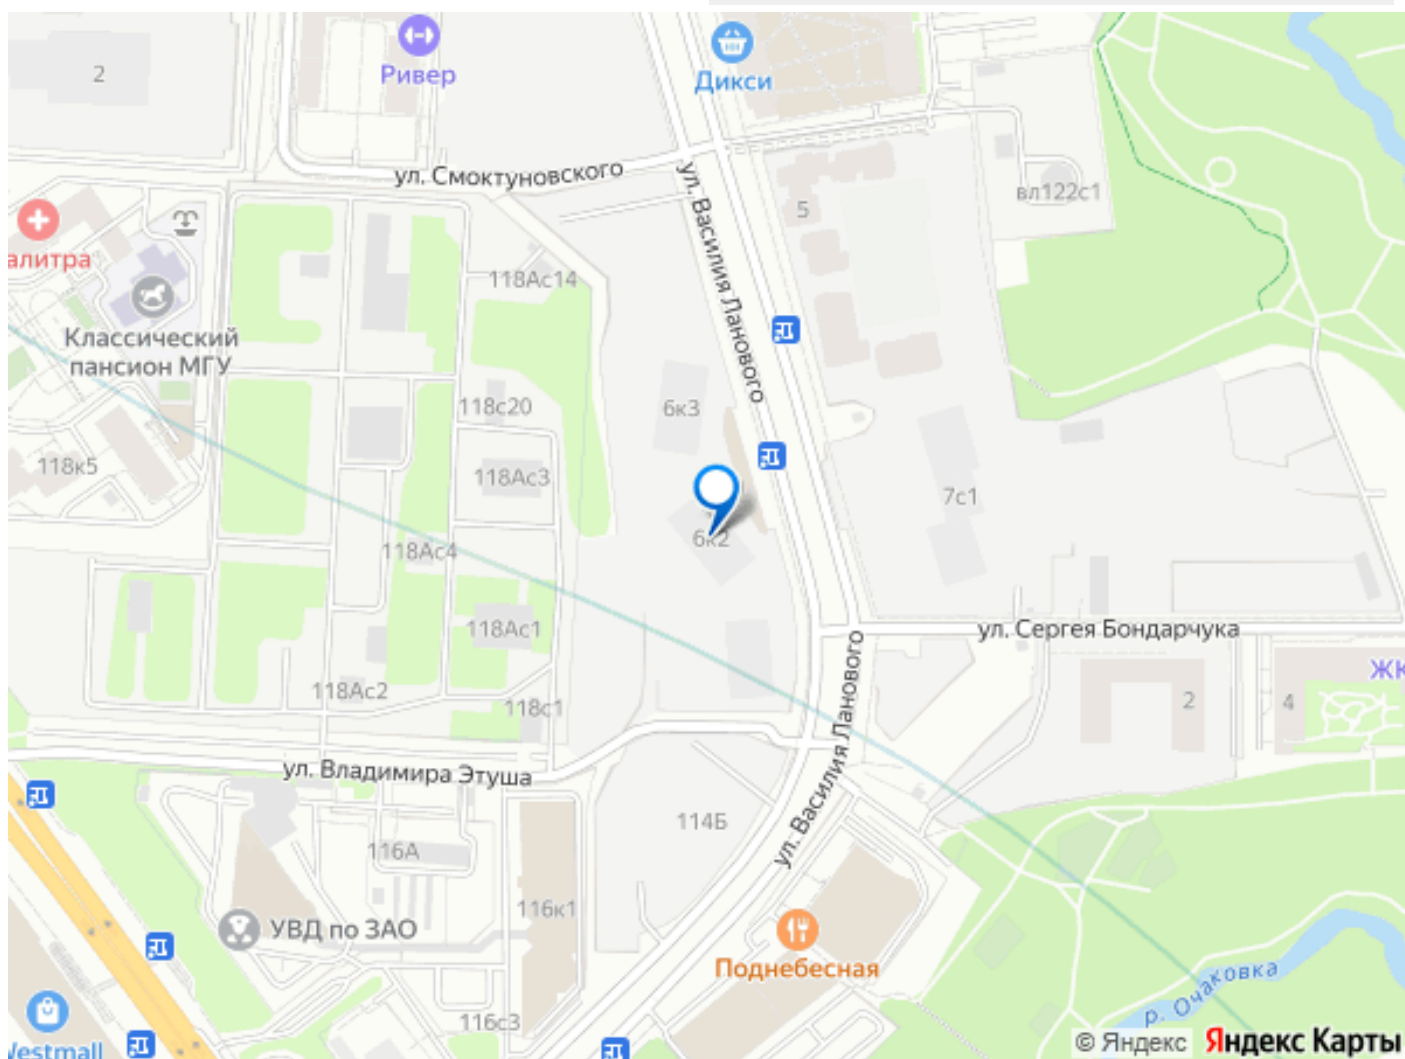 2
Ривер
Дикси
ул. Смоктуновского
ул. Василия Ланового
5
вл122с1
алитра
118Ас14
Классический
пансион МГУ
6к3
118с20
118к5
118Ас3
7с1
6к2
118Ас4
118Ас1
ул. Сергея Бондарчука
ЖК
118Ас2
118с1
2
4
ул. Владимира Этуша
ул. Василия Ланового
114Б
116А
116к1
УВД по ЗАО
Поднебесная
р. Очаковка
116с3
Westmall
© Яндекс Яндекс Карты